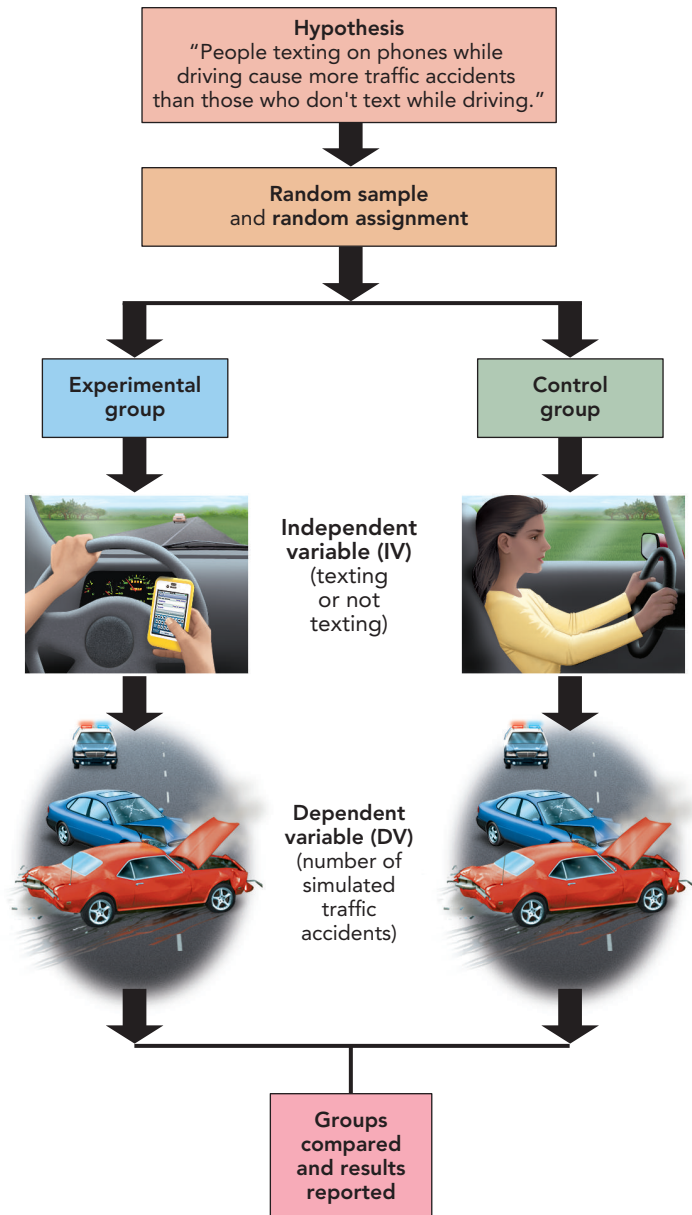 Hypothesis
“People texting on phones while
driving cause more traffic accidents
than those who don't text while driving.”
Random sample
and random assignment
Experimental
group
Control
group
Independent
variable (IV)
(texting
or not
texting)
Dependent
variable (DV)
(number of
simulated
traffic
accidents)
Groups
compared
and results
reported